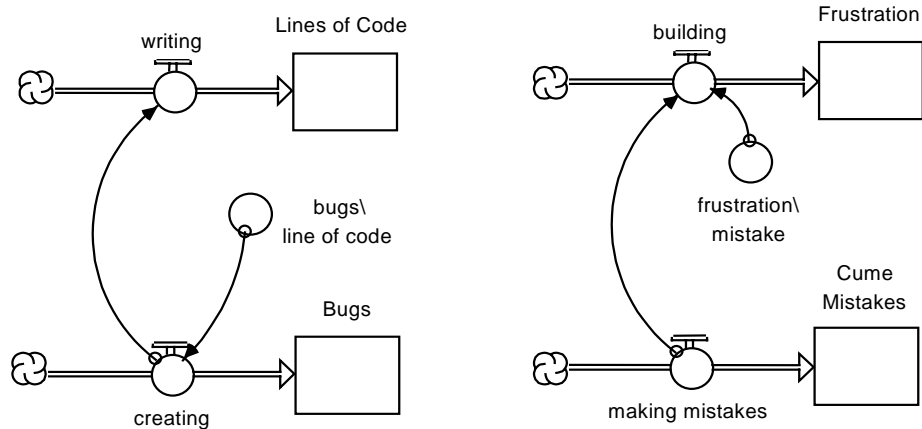 Lines of Code
writing
bugs\
line of code
Bugs
creating
Frustration
building
frustration\
mistake
Cume
Mistakes
making mistakes